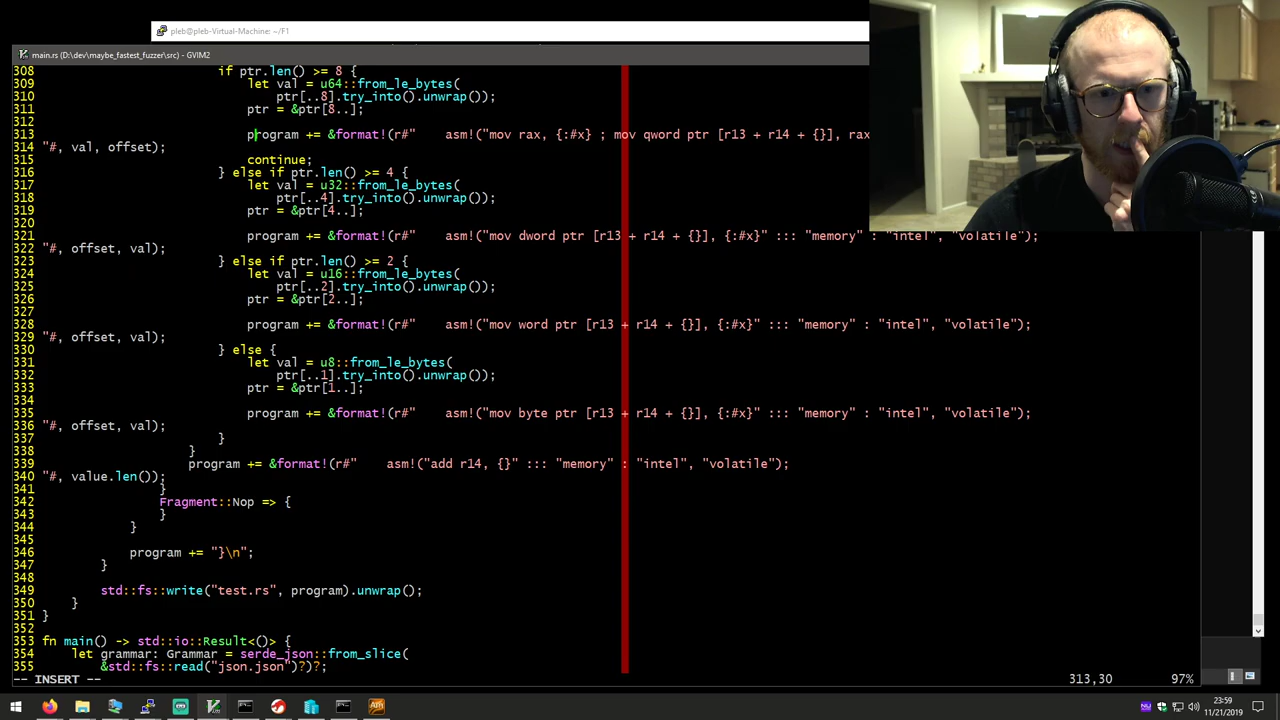 pleb@pleb-Virtual-Machine: ~/F1
main.rs (D:\dev\maybe_fastest_fuzzer\src) - GVIM2
308 if ptr.len() >= 8 {
309 let val = u64::from_le_bytes(
310 ptr[..8].try_into().unwrap());
311 ptr = &ptr[8..];
312
313 program += &format!(r#" asm!("mov rax, {:#x} ; mov qword ptr [r13 + r14 + {}], rax
314 "#, val, offset);
315 continue;
316 } else if ptr.len() >= 4 {
317 let val = u32::from_le_bytes(
318 ptr[..4].try_into().unwrap());
319 ptr = &ptr[4..];
320
321 program += &format!(r#" asm!("mov dword ptr [r13 + r14 + {}], {:#x}" ::: "memory" : "intel", "volatile");
322 "#, offset, val);
323 } else if ptr.len() >= 2 {
324 let val = u16::from_le_bytes(
325 ptr[..2].try_into().unwrap());
326 ptr = &ptr[2..];
327
328 program += &format!(r#" asm!("mov word ptr [r13 + r14 + {}], {:#x}" ::: "memory" : "intel", "volatile");
329 "#, offset, val);
330 } else {
331 let val = u8::from_le_bytes(
332 ptr[..1].try_into().unwrap());
333 ptr = &ptr[1..];
334
335 program += &format!(r#" asm!("mov byte ptr [r13 + r14 + {}], {:#x}" ::: "memory" : "intel", "volatile");
336 "#, offset, val);
337 }
338 }
339 program += &format!(r#" asm!("add r14, {}" ::: "memory" : "intel", "volatile");
340 "#, value.len());
341 }
342 Fragment::Nop => {
343 }
344 }
345
346 program += "}\n";
347 }
348
349 std::fs::write("test.rs", program).unwrap();
350 }
351 }
352
353 fn main() -> std::io::Result<()> {
354 let grammar: Grammar = serde_json::from_slice(
355 &std::fs::read("json.json")?)?;
-- INSERT -- 313,30 97%
23:59
11/21/2019